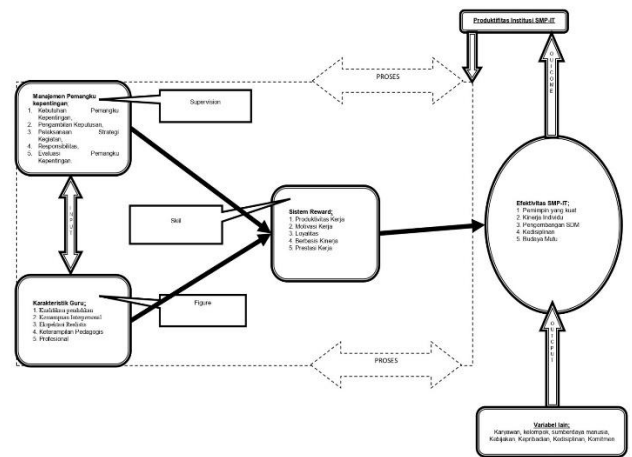 Produktifitas Institusi SMP-IT
PROSES
OUTCOME
Manajemen Pemangku
kepentingan;
1. Kebutuhan Pemangku
Kepentingan,
2. Pengambilan Keputusan,
3. Pelaksanaan Strategi
Kegiatan,
4. Responsibilitas,
5. Evaluasi Pemangku
Kepentingan.
Supervision
INPUT
Skill
Sistem Reward;
1. Produktivitas Kerja
2. Motivasi Kerja
3. Loyalitas
4. Berbasis Kinerja
5. Prestasi Kerja
Efektivitas SMP-IT;
1. Pemimpin yang kuat
2. Kinerja Individu
3. Pengembangan SDM
4. Kedisplinan
5. Budaya Mutu
Karakteristik Guru;
1. Kualifikasi pendidikan
2. Kemampuan Interpersonal
3. Ekspektasi Realistis
4. Keterampilan Pedagogis
5. Profesional
Figure
PROSES
Variabel lain;
Karyawan, kelompok, sumberdaya manusia,
Kebijakan, Kepribadian, Kedisiplinan, Komitmen